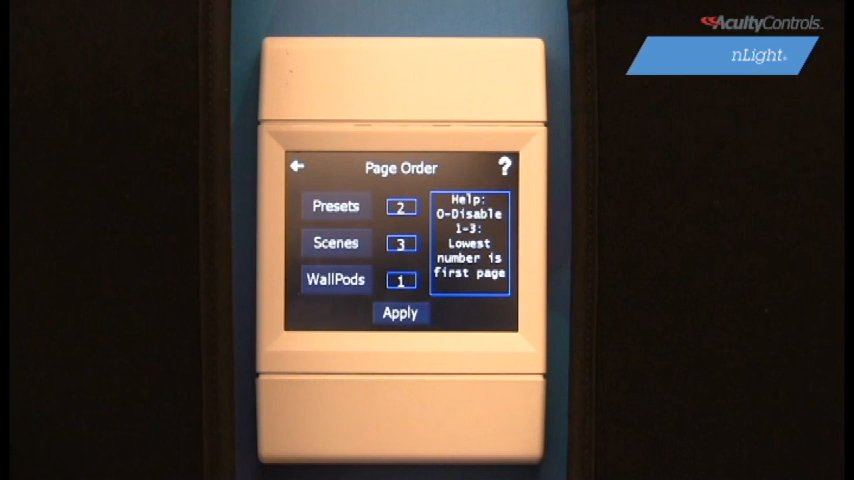 AcuityControls
nLight
Page Order
?
Presets
2
Scenes
3
WallPods
1
Apply
Help:
0-Disable
1-3:
Lowest
number is
first page